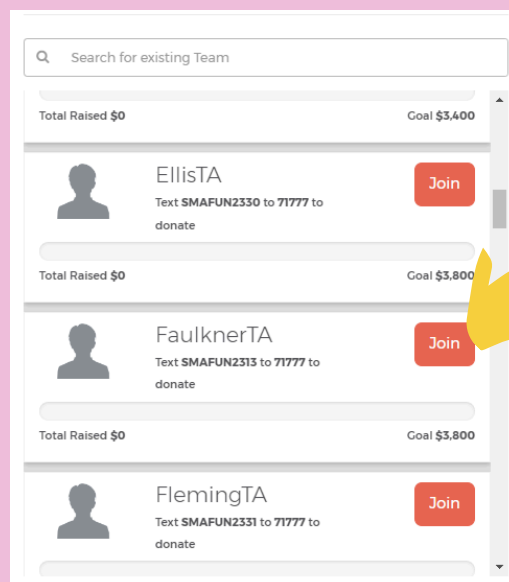 Search for existing Team
Total Raised $0 Goal $3,400
EllisTA
Join
Text SMAFUN2330 to 71777 to
donate
Total Raised $0 Goal $3,800
FaulknerTA
Join
Text SMAFUN2313 to 71777 to
donate
Total Raised $0 Goal $3,800
FlemingTA
Join
Text SMAFUN2331 to 71777 to
donate